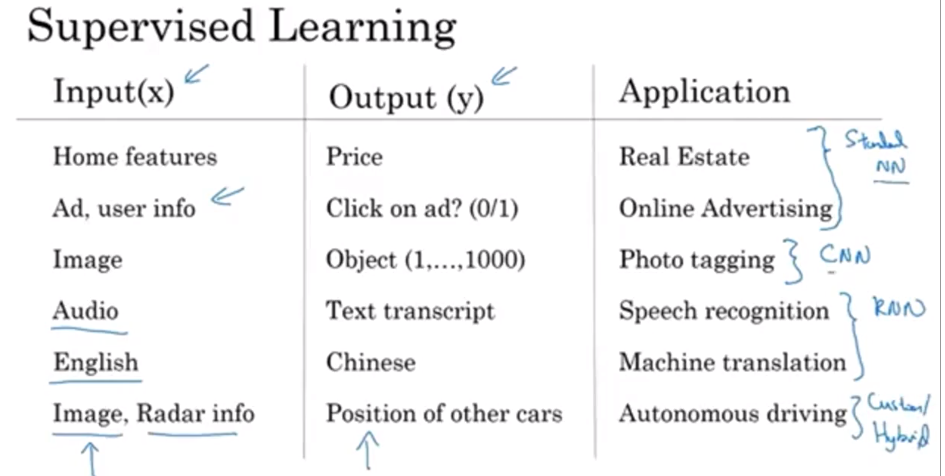 Supervised Learning
Input(x) Output (y) Application
Home features Price Real Estate
Standard
NN
Ad, user info Click on ad? (0/1) Online Advertising
Image Object (1,...,1000) Photo tagging CNN
Audio Text transcript Speech recognition RNN
English Chinese Machine translation
Image, Radar info Position of other cars Autonomous driving Custom/
Hybrid